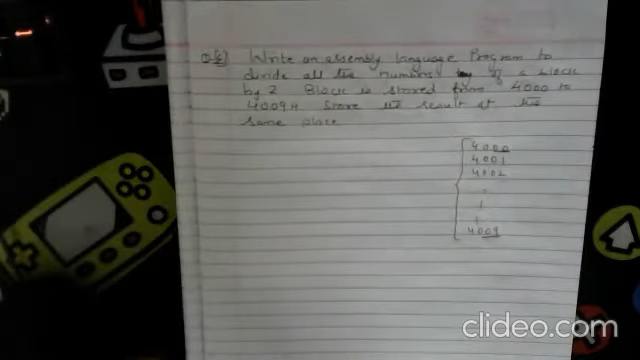 Q6) Write an assembly language Program to
divide all the numbers of a block
by 2 Block is stored from 4000 to
4009H Store the result at the
same place
4000
4001
4002
4009
clideo.com